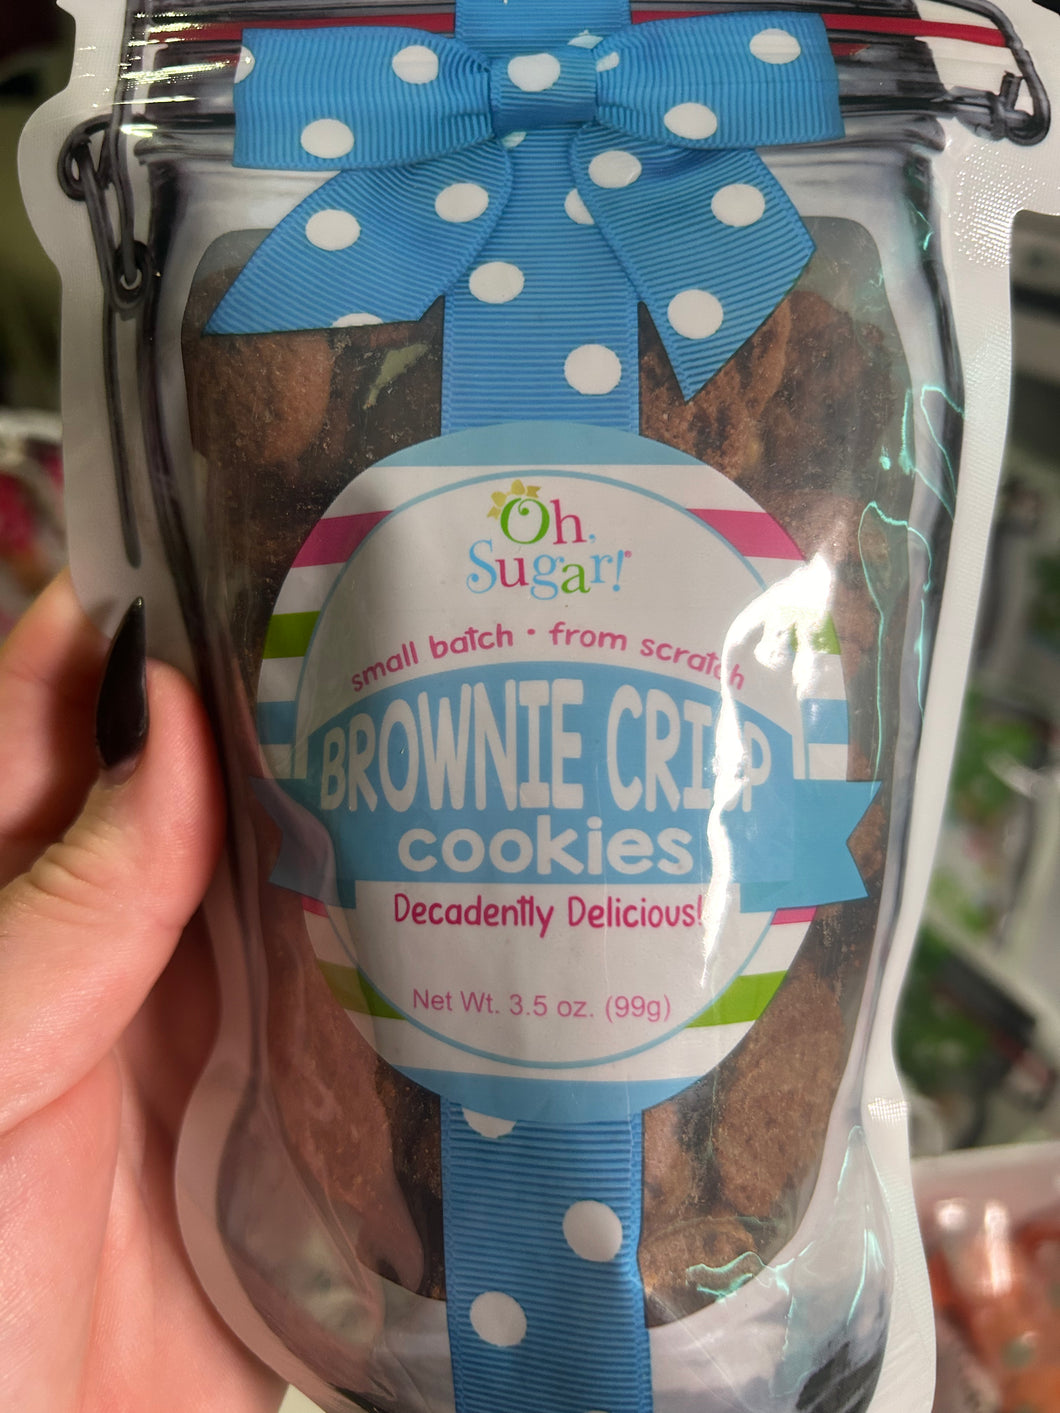 Oh,
Sugar!®
small batch • from scratch
BROWNIE CRISP
cookies
Decadently Delicious!
Net Wt. 3.5 oz. (99g)